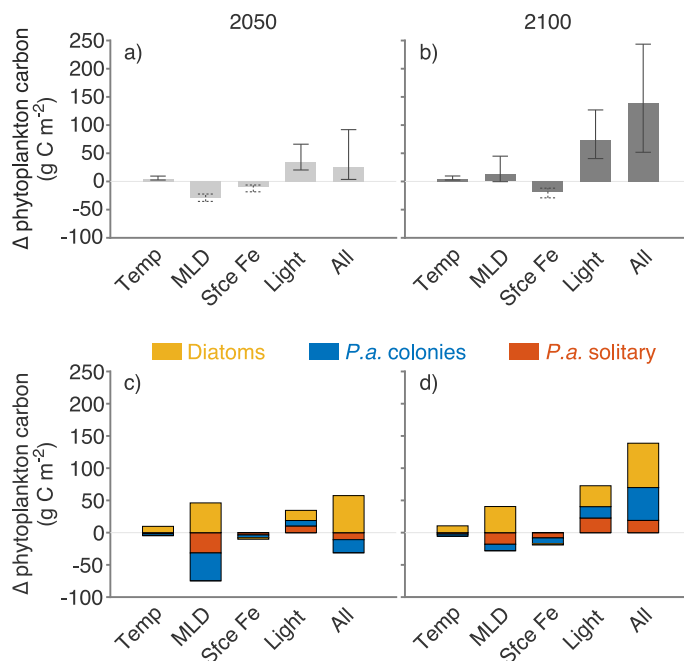 2050 2100
a) b)
Δ phytoplankton carbon
(g C m⁻²)
250
200
150
100
50
0
-50
-100
Temp MLD Sfce Fe Light All Temp MLD Sfce Fe Light All
Diatoms P.a. colonies P.a. solitary
c) d)
Δ phytoplankton carbon
(g C m⁻²)
250
200
150
100
50
0
-50
-100
Temp MLD Sfce Fe Light All Temp MLD Sfce Fe Light All